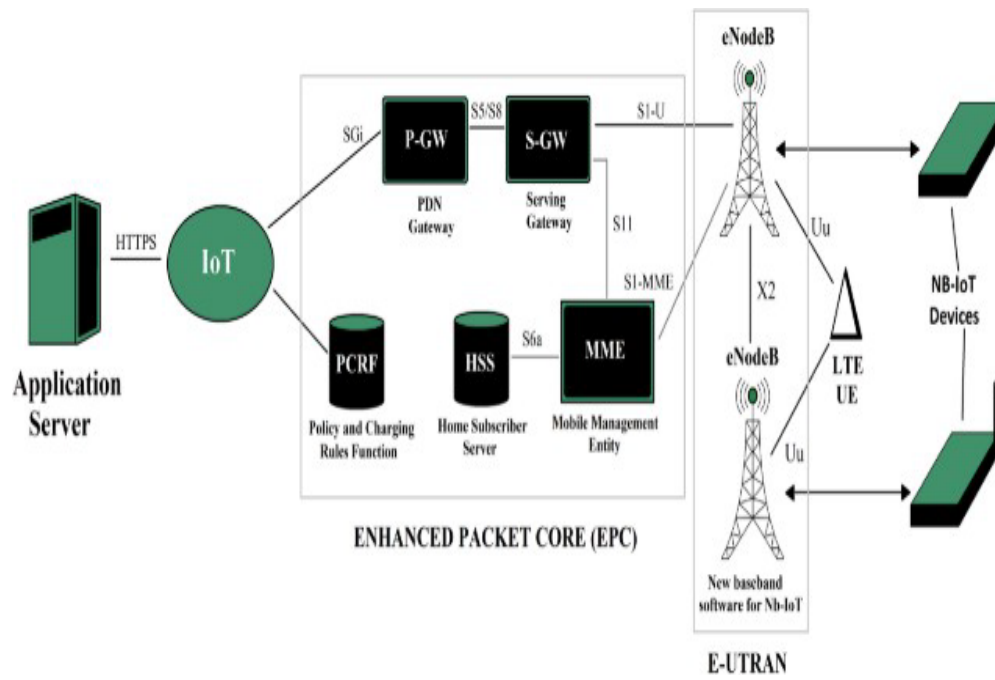 eNodeB
S5/S8
S1-U
SGi
P-GW
S-GW
PDN
Gateway
Serving
Gateway
HTTPS
IoT
S11
Uu
S1-MME
X2
NB-IoT
Devices
eNodeB
LTE
UE
PCRF
HSS
S6a
MME
Application
Server
Policy and Charging
Rules Function
Home Subscriber
Server
Mobile Management
Entity
Uu
ENHANCED PACKET CORE (EPC)
New baseband
software for Nb-IoT
E-UTRAN